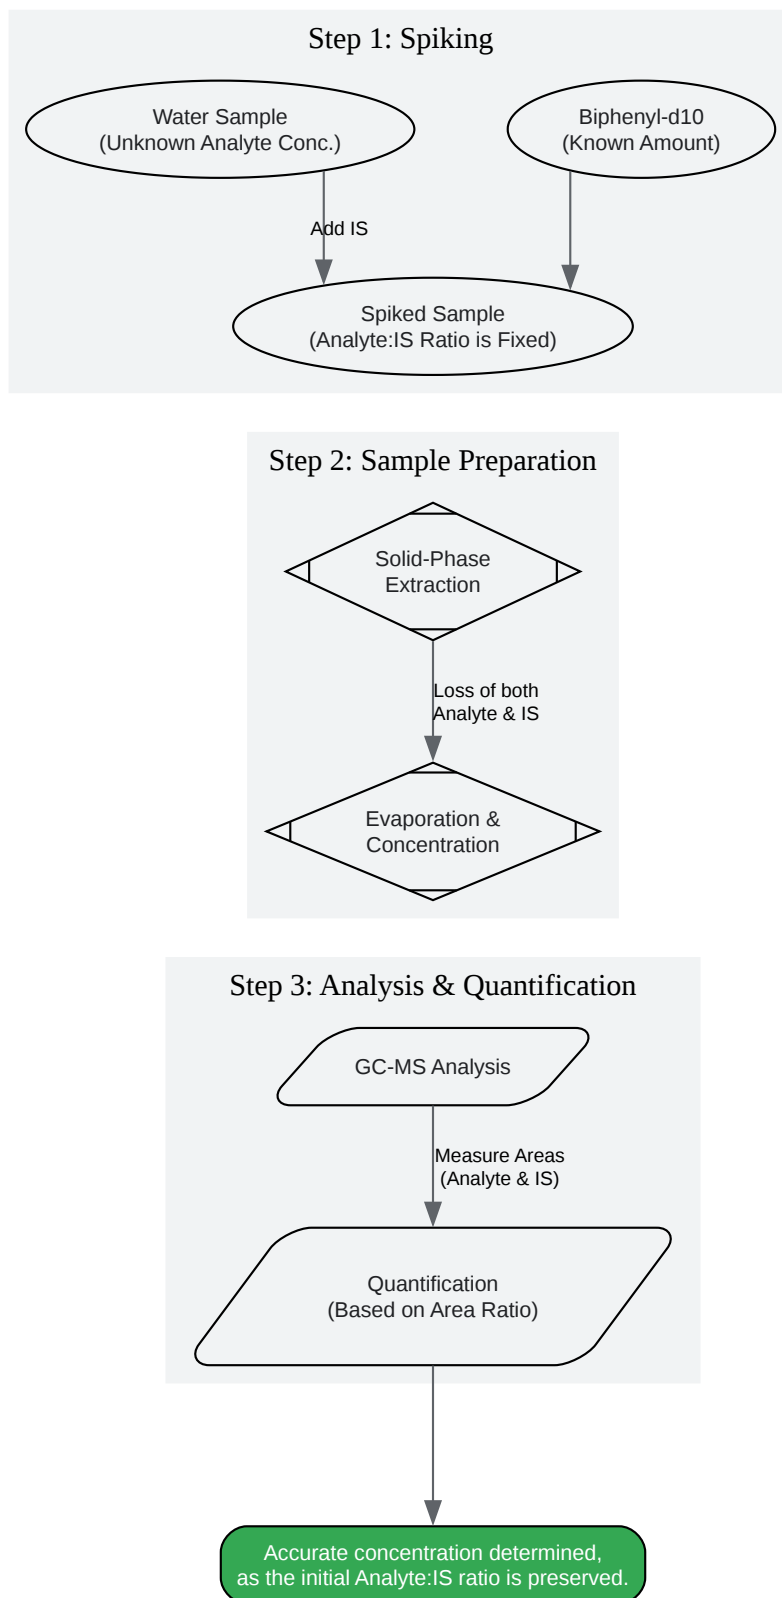 Step 1: Spiking
Water Sample
(Unknown Analyte Conc.)
Biphenyl-d10
(Known Amount)
Add IS
Spiked Sample
(Analyte:IS Ratio is Fixed)
Step 2: Sample Preparation
Solid-Phase
Extraction
Loss of both
Analyte & IS
Evaporation &
Concentration
Step 3: Analysis & Quantification
GC-MS Analysis
Measure Areas
(Analyte & IS)
Quantification
(Based on Area Ratio)
Accurate concentration determined,
as the initial Analyte:IS ratio is preserved.